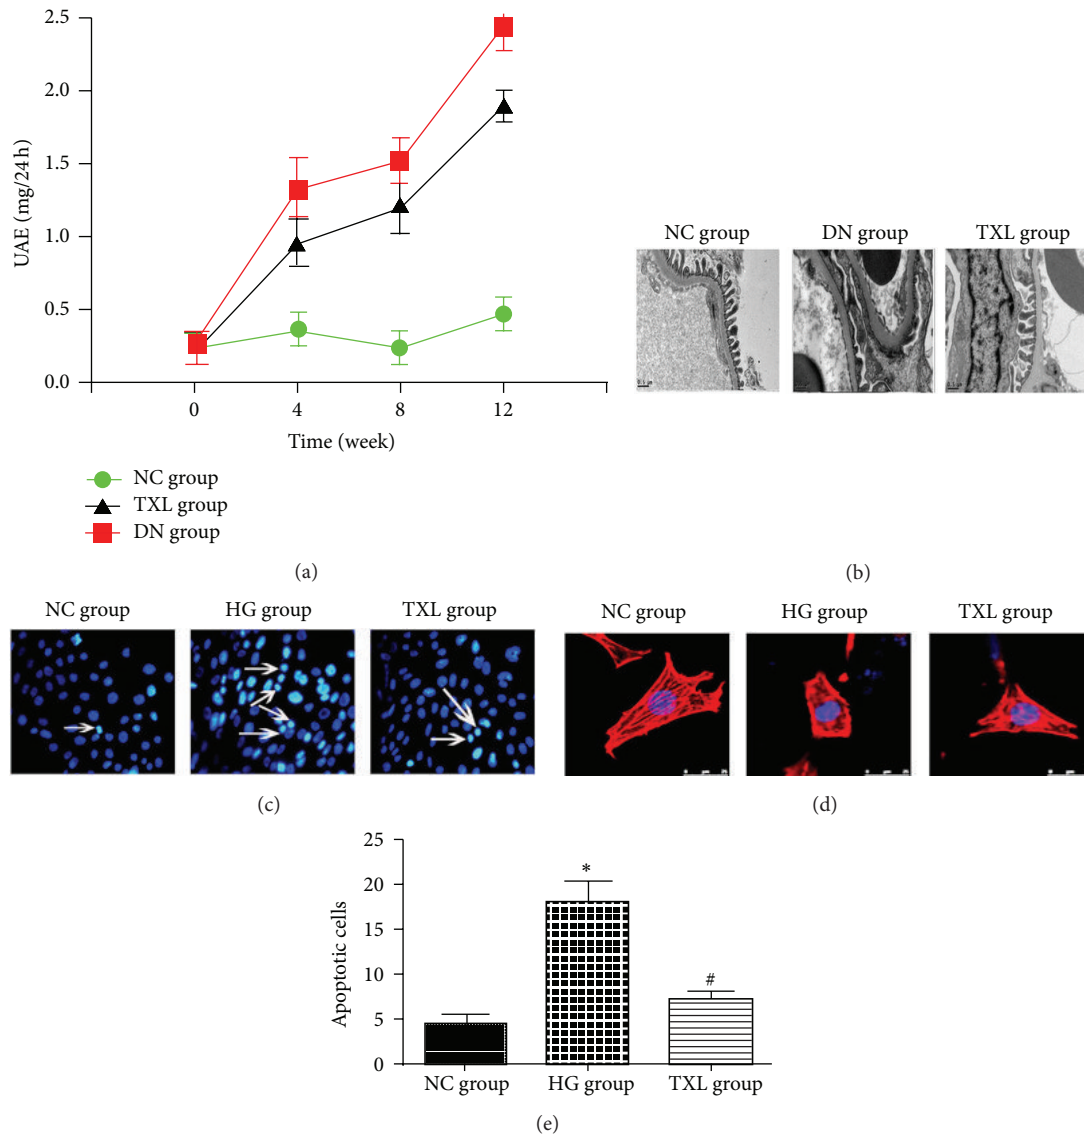 2.5
2.0
1.5
1.0
0.5
0.0
UAE (mg/24 h)
0 4 8 12
Time (week)
NC group
TXL group
DN group
(a)
NC group DN group TXL group
(b)
NC group HG group TXL group
(c)
NC group HG group TXL group
(d)
25
20
15
10
5
0
Apoptotic cells
*
#
NC group HG group TXL group
(e)